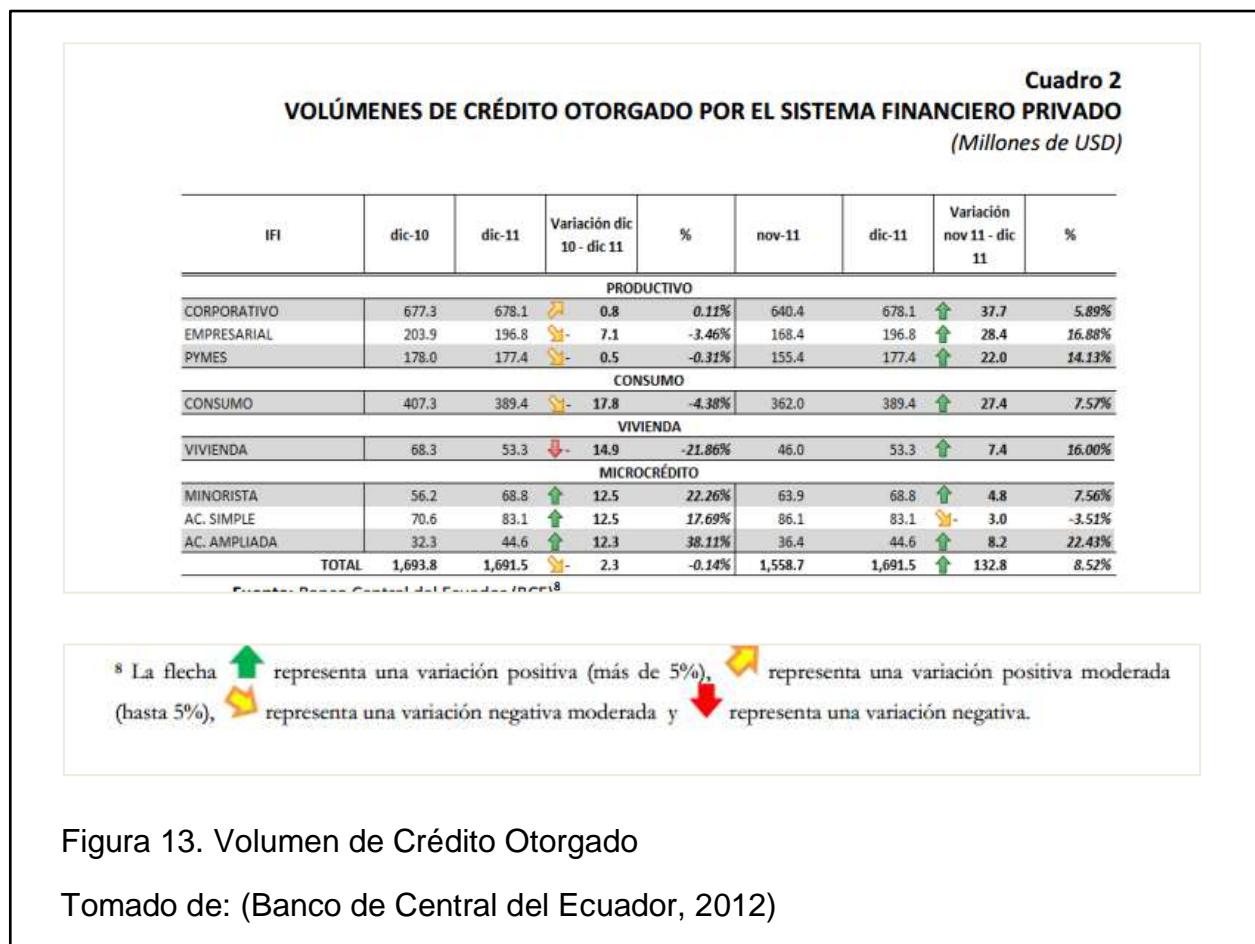 Cuadro 2
VOLÚMENES DE CRÉDITO OTORGADO POR EL SISTEMA FINANCIERO PRIVADO
(Millones de USD)
IFI dic-10 dic-11 Variación dic 10 - dic 11 % nov-11 dic-11 Variación nov 11 - dic 11 %
PRODUCTIVO
CORPORATIVO 677.3 678.1 0.8 0.11% 640.4 678.1 37.7 5.89%
EMPRESARIAL 203.9 196.8 - 7.1 -3.46% 168.4 196.8 28.4 16.88%
PYMES 178.0 177.4 - 0.5 -0.31% 155.4 177.4 22.0 14.13%
CONSUMO
CONSUMO 407.3 389.4 - 17.8 -4.38% 362.0 389.4 27.4 7.57%
VIVIENDA
VIVIENDA 68.3 53.3 - 14.9 -21.86% 46.0 53.3 7.4 16.00%
MICROCRÉDITO
MINORISTA 56.2 68.8 12.5 22.26% 63.9 68.8 4.8 7.56%
AC. SIMPLE 70.6 83.1 12.5 17.69% 86.1 83.1 - 3.0 -3.51%
AC. AMPLIADA 32.3 44.6 12.3 38.11% 36.4 44.6 8.2 22.43%
TOTAL 1,693.8 1,691.5 - 2.3 -0.14% 1,558.7 1,691.5 132.8 8.52%
Fuente: Banco Central del Ecuador (BCE)⁸
⁸ La flecha representa una variación positiva (más de 5%), representa una variación positiva moderada
(hasta 5%), representa una variación negativa moderada y representa una variación negativa.
Figura 13. Volumen de Crédito Otorgado
Tomado de: (Banco de Central del Ecuador, 2012)